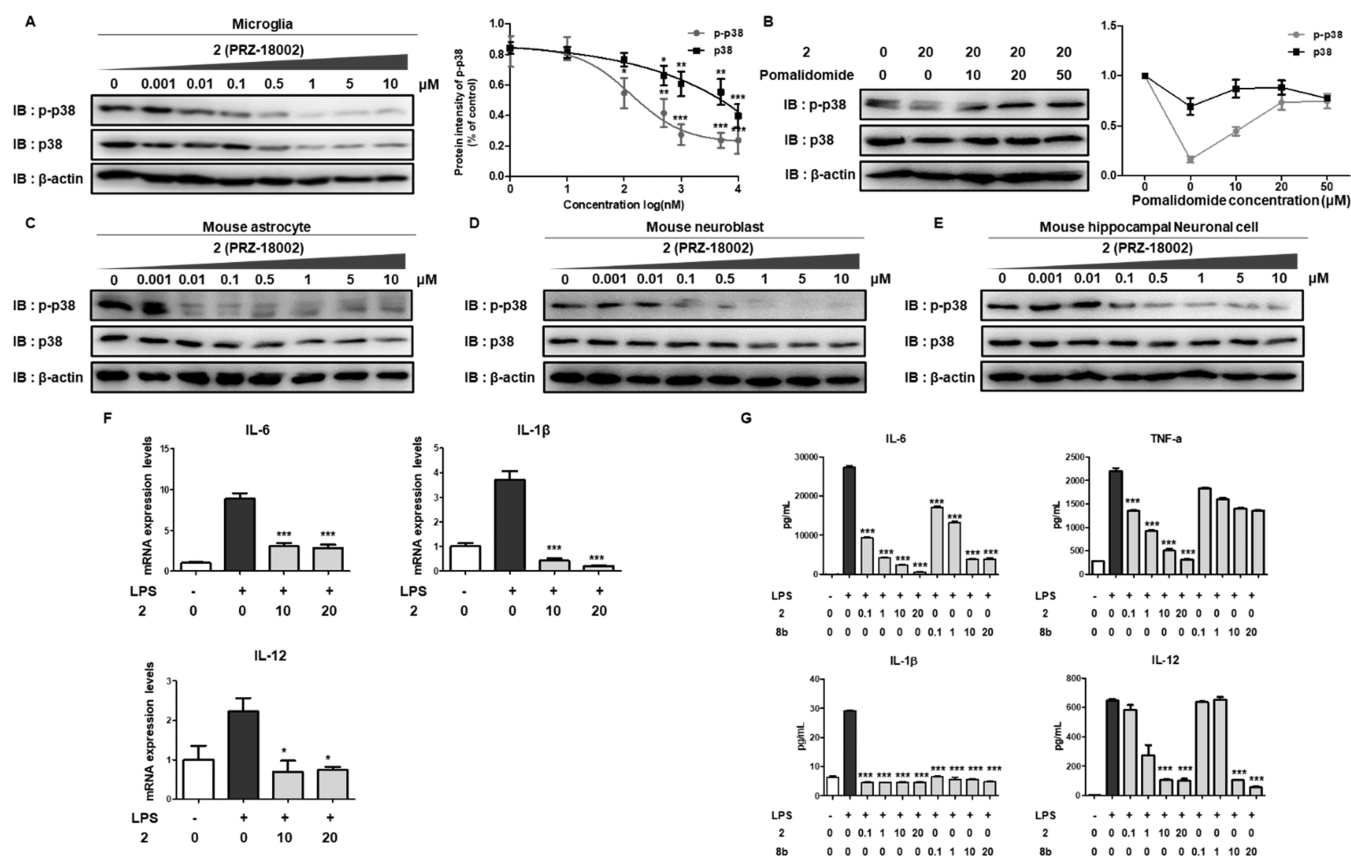 A
Microglia
2 (PRZ-18002)
0 0.001 0.01 0.1 0.5 1 5 10 μM
IB : p-p38
IB : p38
IB : β-actin
Protein intensity of p-p38
(% of control)
1.0
0.8
0.6
0.4
0.2
0.0
0 1 2 3 4
Concentration log(nM)
p-p38
p38
* * **
* ** *** ** ***
*** ***
B
2 0 20 20 20 20
Pomalidomide 0 0 10 20 50
IB : p-p38
IB : p38
IB : β-actin
1.5
1.0
0.5
0.0
0 0 10 20 50
Pomalidomide concentration (μM)
p-p38
p38
C
Mouse astrocyte
2 (PRZ-18002)
0 0.001 0.01 0.1 0.5 1 5 10 μM
IB : p-p38
IB : p38
IB : β-actin
D
Mouse neuroblast
2 (PRZ-18002)
0 0.001 0.01 0.1 0.5 1 5 10 μM
IB : p-p38
IB : p38
IB : β-actin
E
Mouse hippocampal Neuronal cell
2 (PRZ-18002)
0 0.001 0.01 0.1 0.5 1 5 10 μM
IB : p-p38
IB : p38
IB : β-actin
F
IL-6
mRNA expression levels
15
10
5
0
*** ***
LPS - + + +
2 0 0 10 20
IL-1β
mRNA expression levels
5
4
3
2
1
0
*** ***
LPS - + + +
2 0 0 10 20
IL-12
mRNA expression levels
3
2
1
0
* *
LPS - + + +
2 0 0 10 20
G
IL-6
pg/mL
30000
20000
10000
0
*** *** *** *** *** *** *** ***
LPS - + + + + + + + + +
2 0 0 0.1 1 10 20 0 0 0 0
8b 0 0 0 0 0 0 0.1 1 10 20
TNF-a
pg/mL
2500
2000
1500
1000
500
0
*** *** *** ***
LPS - + + + + + + + + +
2 0 0 0.1 1 10 20 0 0 0 0
8b 0 0 0 0 0 0 0.1 1 10 20
IL-1β
pg/mL
40
30
20
10
0
*** *** *** *** *** *** *** ***
LPS - + + + + + + + + +
2 0 0 0.1 1 10 20 0 0 0 0
8b 0 0 0 0 0 0 0.1 1 10 20
IL-12
pg/mL
800
600
400
200
0
*** *** *** ***
LPS - + + + + + + + + +
2 0 0 0.1 1 10 20 0 0 0 0
8b 0 0 0 0 0 0 0.1 1 10 20